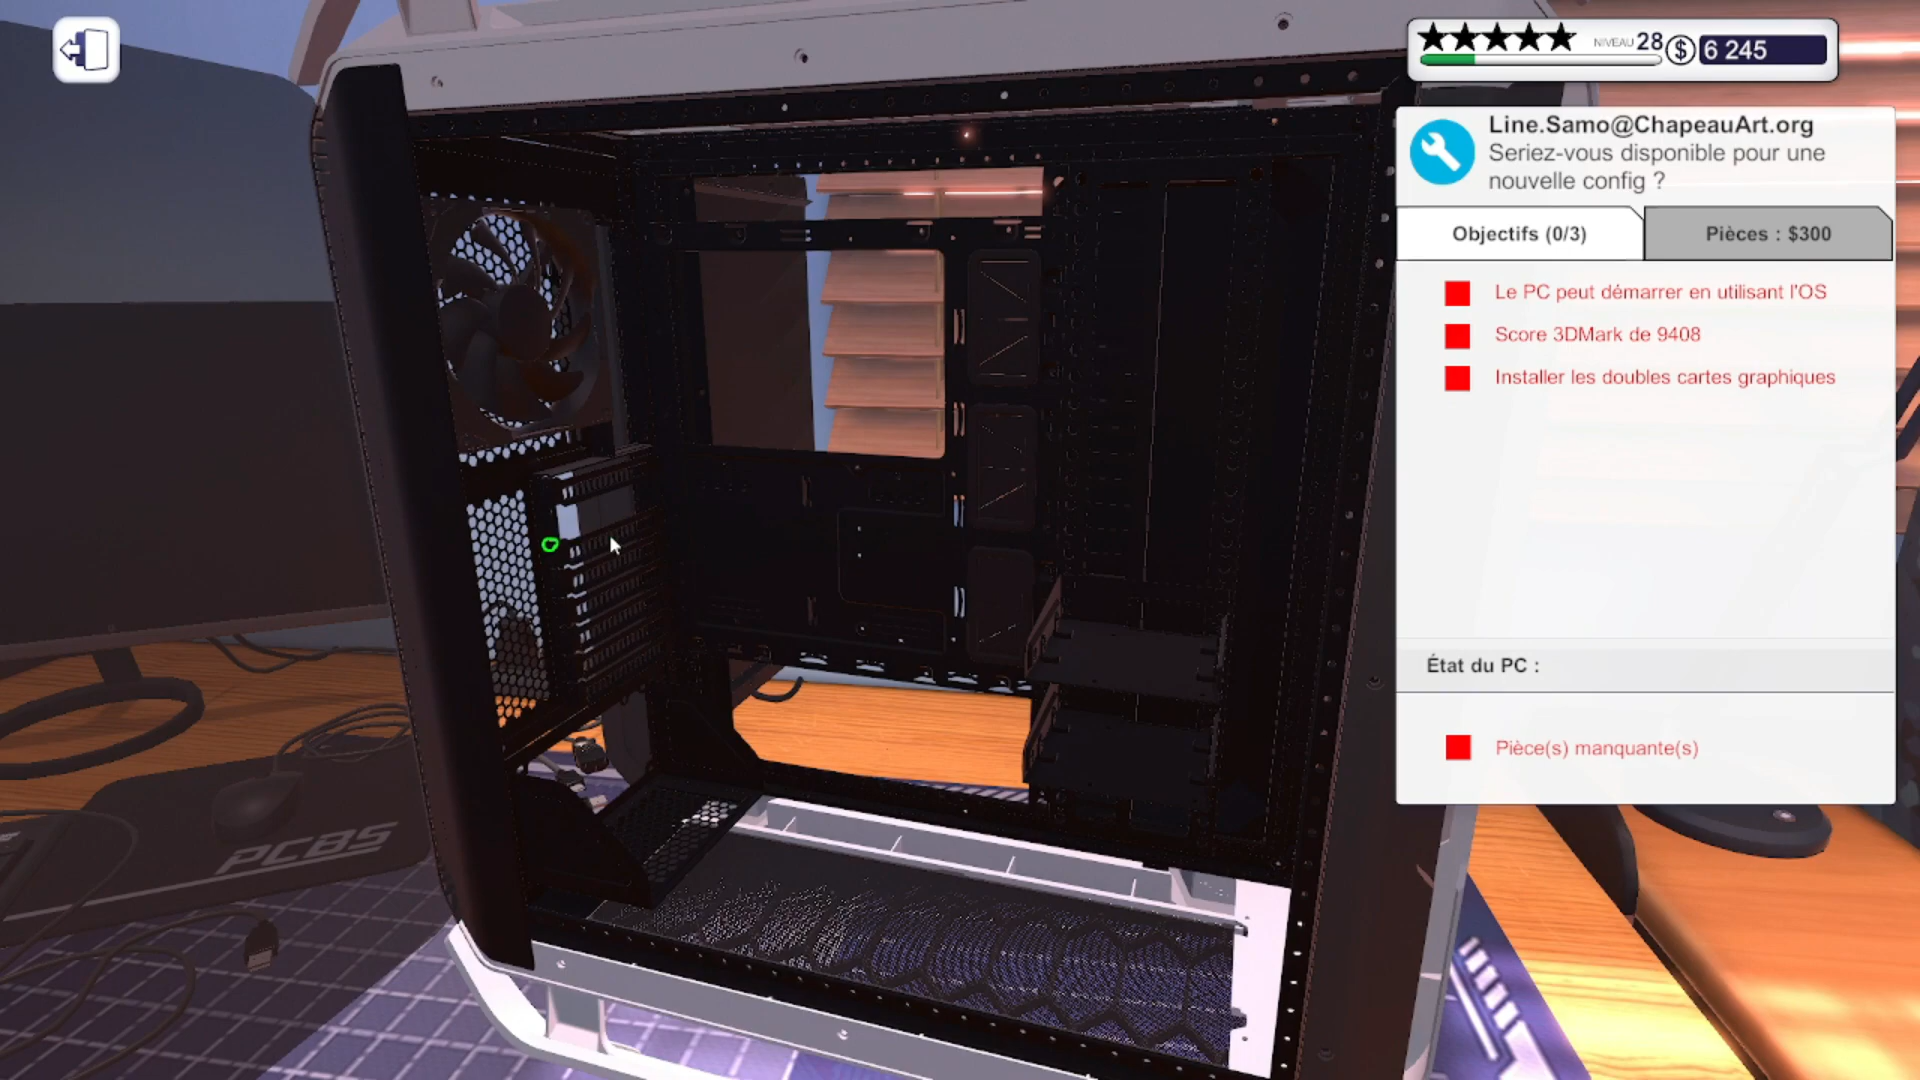 NIVEAU 28 $ 6 245
Line.Samo@ChapeauArt.org
Seriez-vous disponible pour une
nouvelle config ?
Objectifs (0/3)
Pièces : $300
Le PC peut démarrer en utilisant l'OS
Score 3DMark de 9408
Installer les doubles cartes graphiques
État du PC :
Pièce(s) manquante(s)
PCBS